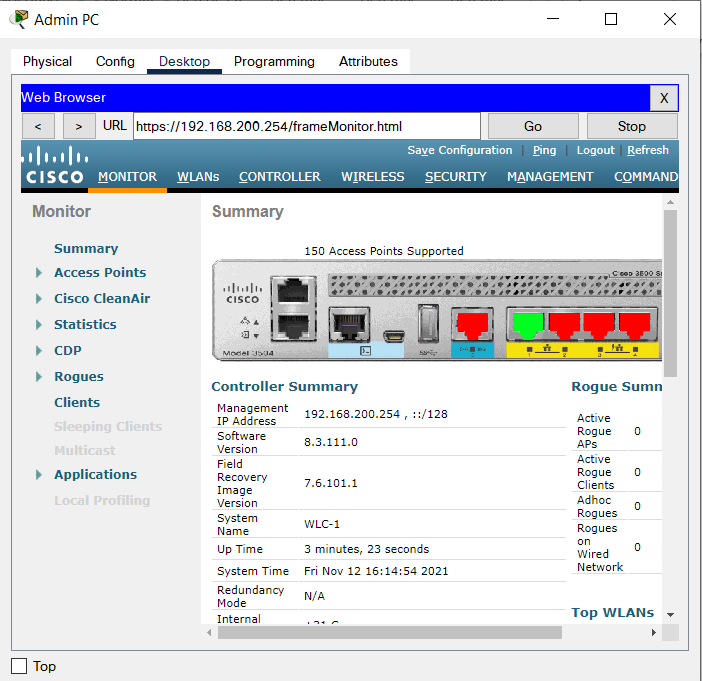 Admin PC
Physical Config Desktop Programming Attributes
Web Browser X
< > URL https://192.168.200.254/frameMonitor.html Go Stop
Save Configuration | Ping | Logout | Refresh
CISCO MONITOR WLANs CONTROLLER WIRELESS SECURITY MANAGEMENT COMMAND
Monitor
Summary
Access Points
Cisco CleanAir
Statistics
CDP
Rogues
Clients
Sleeping Clients
Multicast
Applications
Local Profiling
Summary
150 Access Points Supported
Cisco 3500 S
CISCO
Model 3504
1 2 3 4
Controller Summary
Management IP Address 192.168.200.254 , ::/128
Software Version 8.3.111.0
Field Recovery Image Version 7.6.101.1
System Name WLC-1
Up Time 3 minutes, 23 seconds
System Time Fri Nov 12 16:14:54 2021
Redundancy Mode N/A
Internal
Rogue Summ
Active Rogue APs 0
Active Rogue Clients 0
Adhoc Rogues 0
Rogues on Wired Network 0
Top WLANs
Top